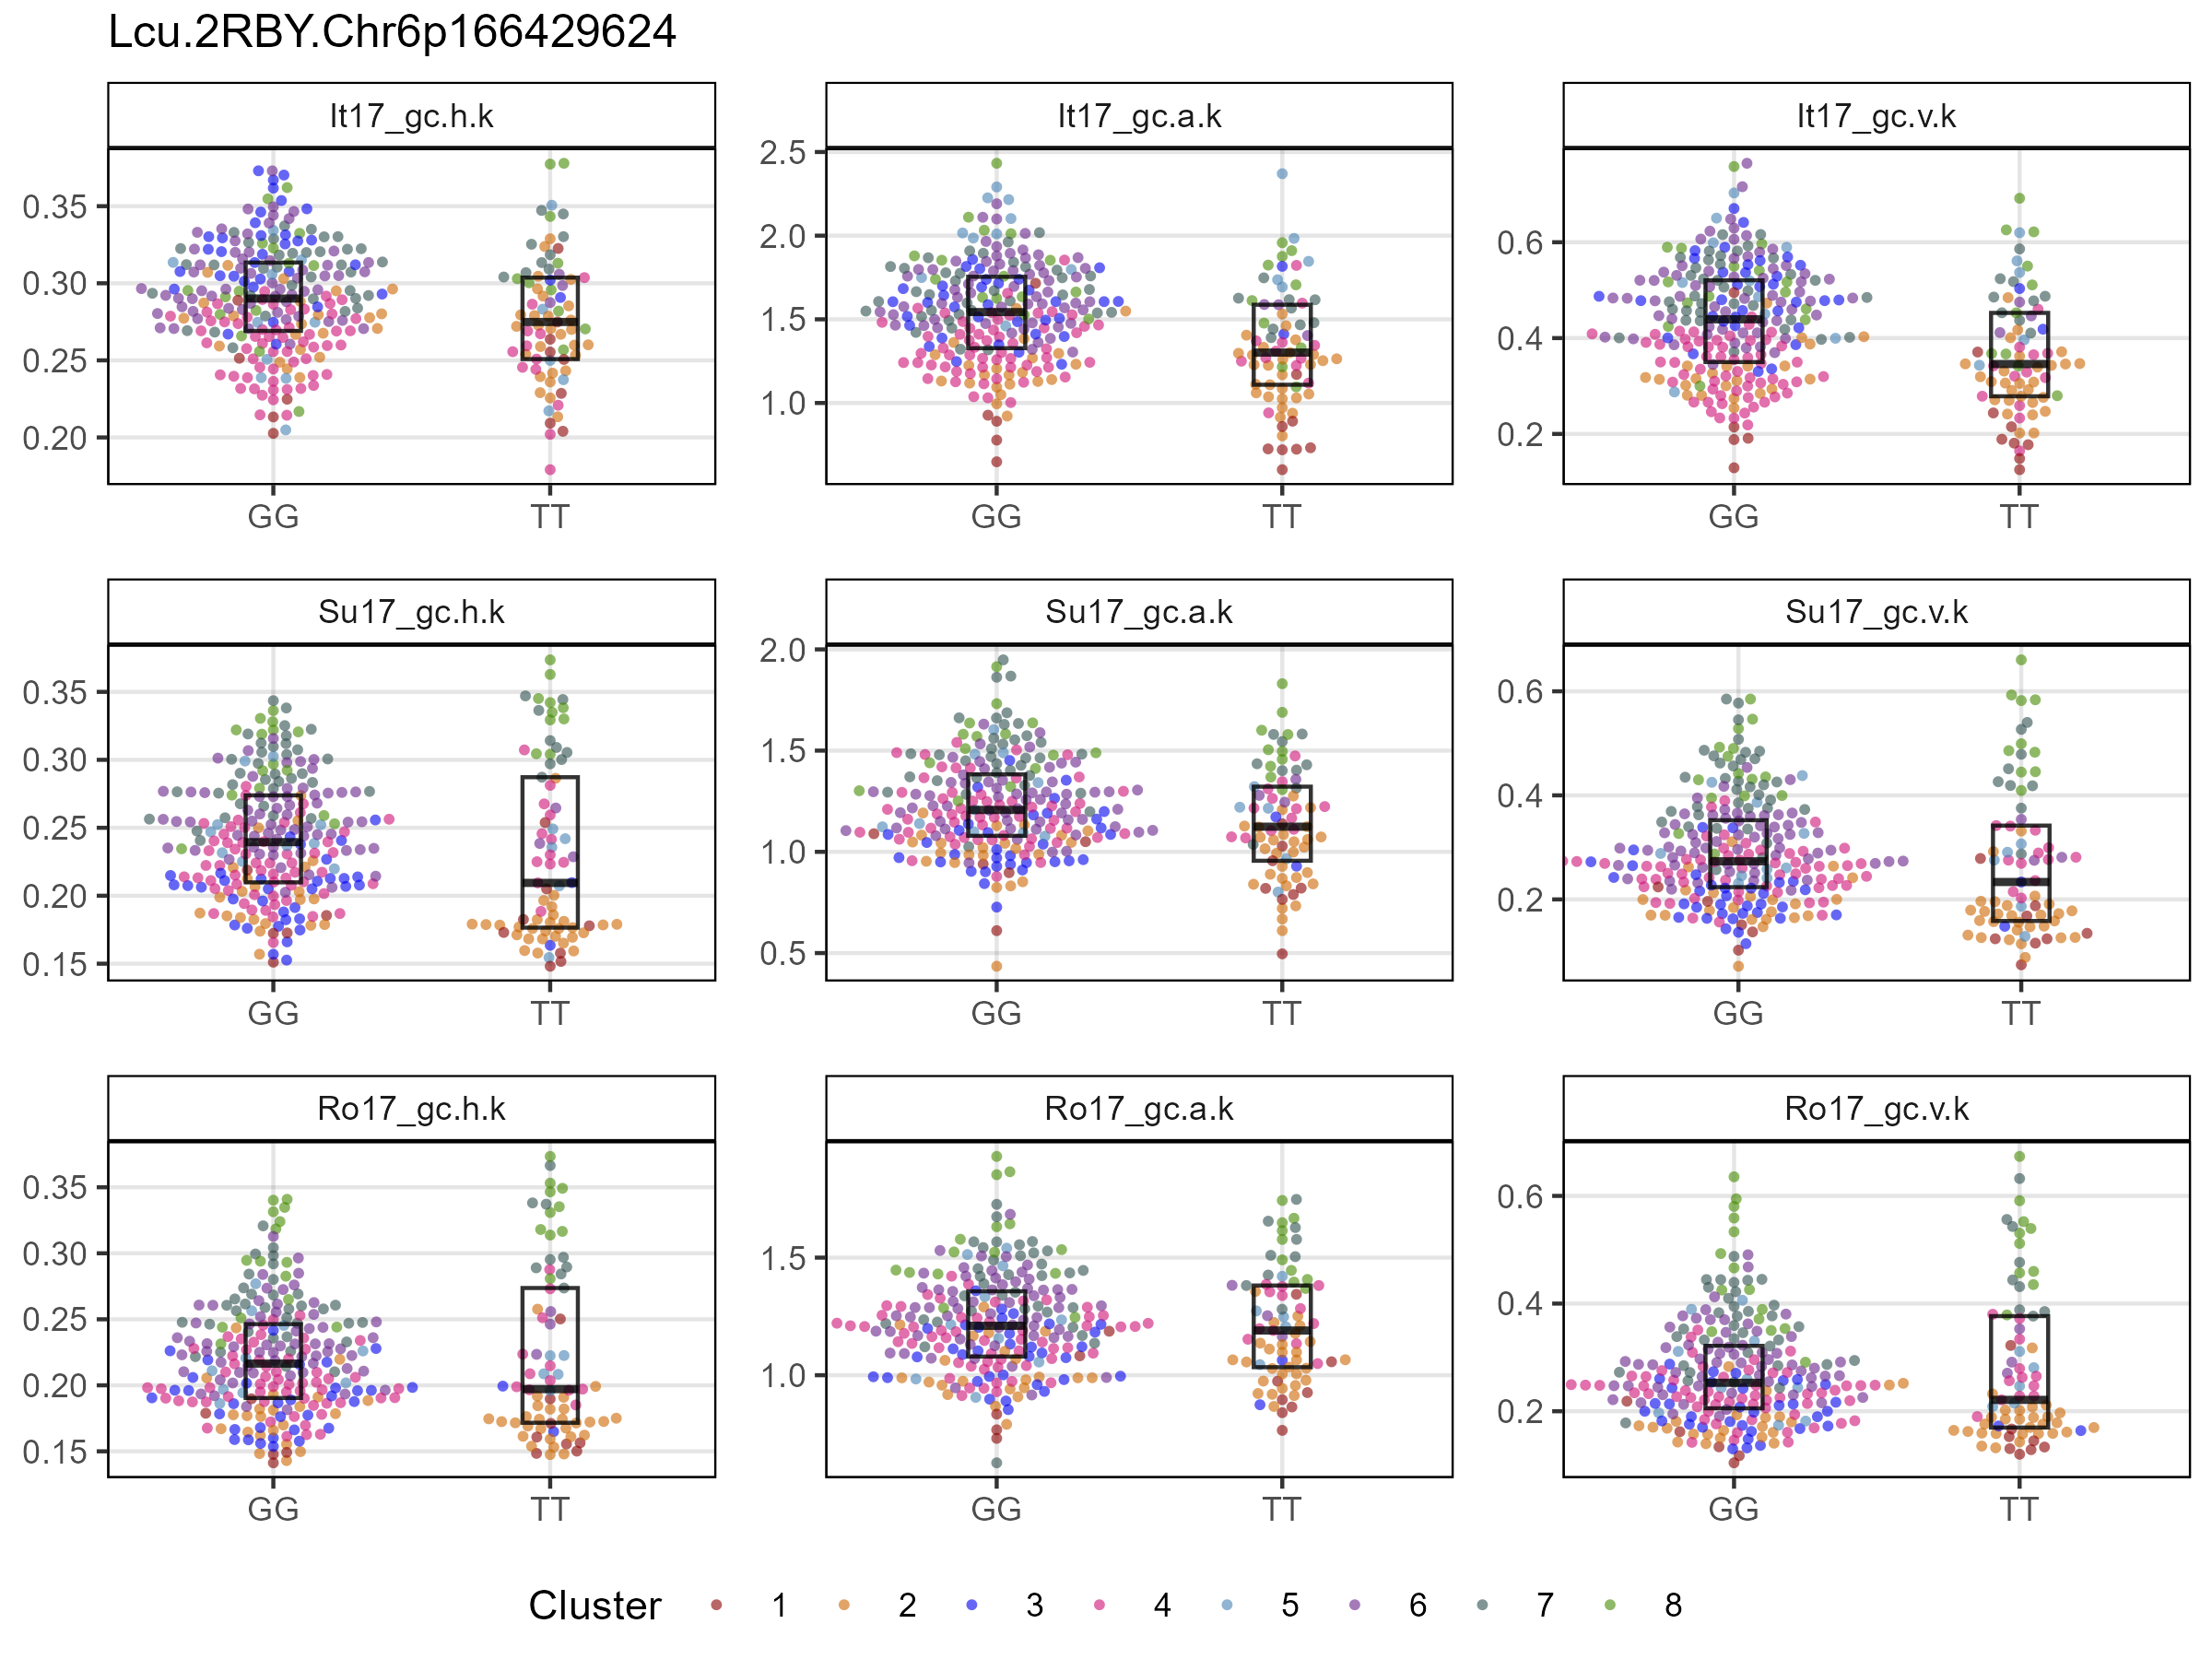 Lcu.2RBY.Chr6p166429624
It17_gc.h.k
It17_gc.a.k
It17_gc.v.k
0.35
0.30
0.25
0.20
GG TT
2.5
2.0
1.5
1.0
GG TT
0.6
0.4
0.2
GG TT
Su17_gc.h.k
Su17_gc.a.k
Su17_gc.v.k
0.35
0.30
0.25
0.20
0.15
GG TT
2.0
1.5
1.0
0.5
GG TT
0.6
0.4
0.2
GG TT
Ro17_gc.h.k
Ro17_gc.a.k
Ro17_gc.v.k
0.35
0.30
0.25
0.20
0.15
GG TT
1.5
1.0
GG TT
0.6
0.4
0.2
GG TT
Cluster 1 2 3 4 5 6 7 8